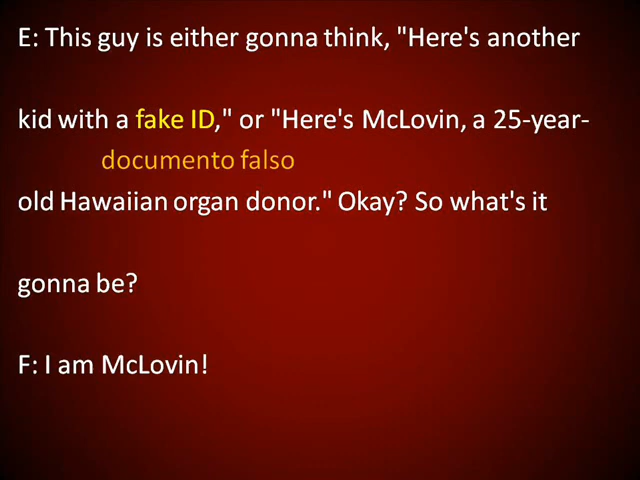 E: This guy is either gonna think, "Here's another
kid with a fake ID," or "Here's McLovin, a 25-year-
documento falso
old Hawaiian organ donor." Okay? So what's it
gonna be?
F: I am McLovin!